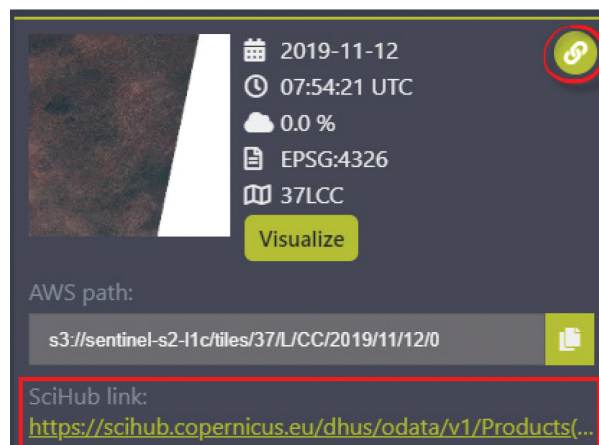 2019-11-12
07:54:21 UTC
0.0 %
EPSG:4326
37LCC
Visualize
AWS path:
s3://sentinel-s2-l1c/tiles/37/L/CC/2019/11/12/0
SciHub link:
https://scihub.copernicus.eu/dhus/odata/v1/Products(...